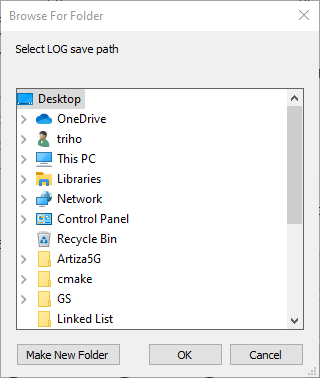 Browse For Folder
Select LOG save path
Desktop
OneDrive
triho
This PC
Libraries
Network
Control Panel
Recycle Bin
Artiza5G
cmake
GS
Linked List
Make New Folder
OK
Cancel